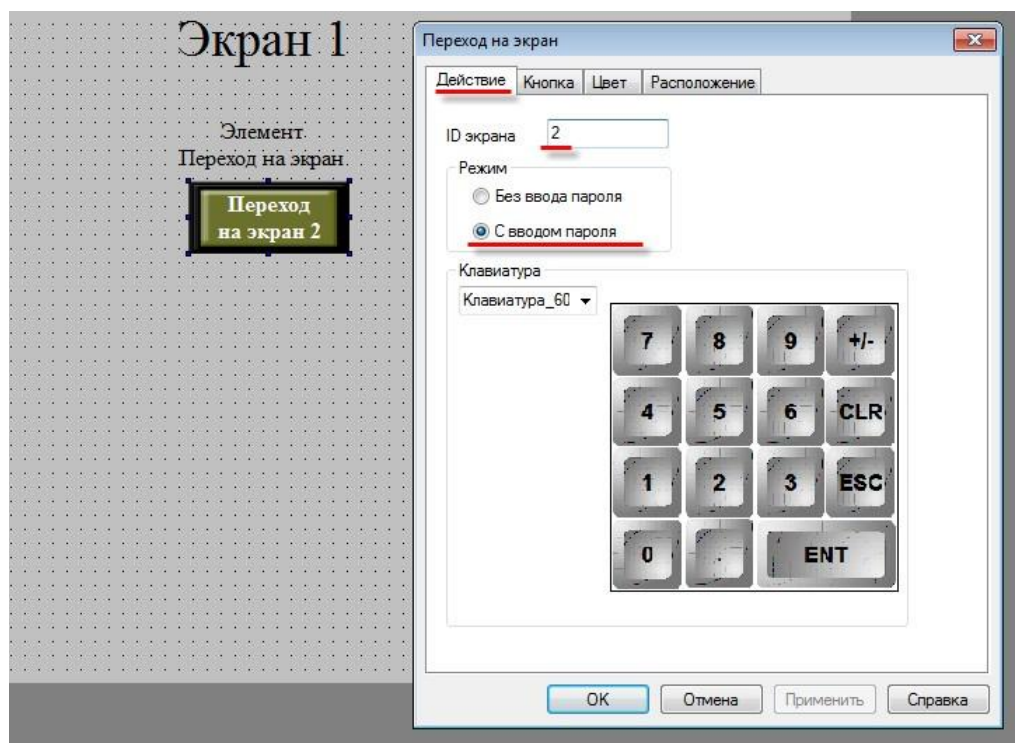 Экран 1
Элемент
Переход на экран
Переход
на экран 2
Переход на экран
Действие Кнопка Цвет Расположение
ID экрана 2
Режим
Без ввода пароля
С вводом пароля
Клавиатура
Клавиатура_60
7 8 9 +/-
4 5 6 CLR
1 2 3 ESC
0 . ENT
OK Отмена Применить Справка